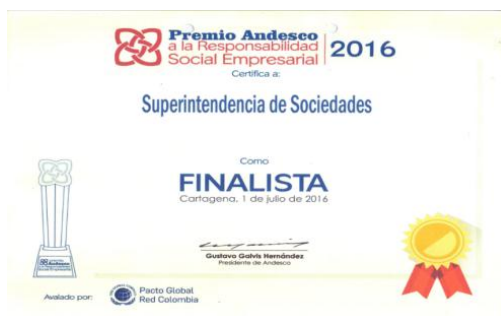 Premio Andesco
a la Responsabilidad
Social Empresarial
2016
Certifica a:
Superintendencia de Sociedades
Como
FINALISTA
Cartagena, 1 de julio de 2016
Gustavo Galvis Hernández
Presidente de Andesco
Avalado por:
Pacto Global
Red Colombia